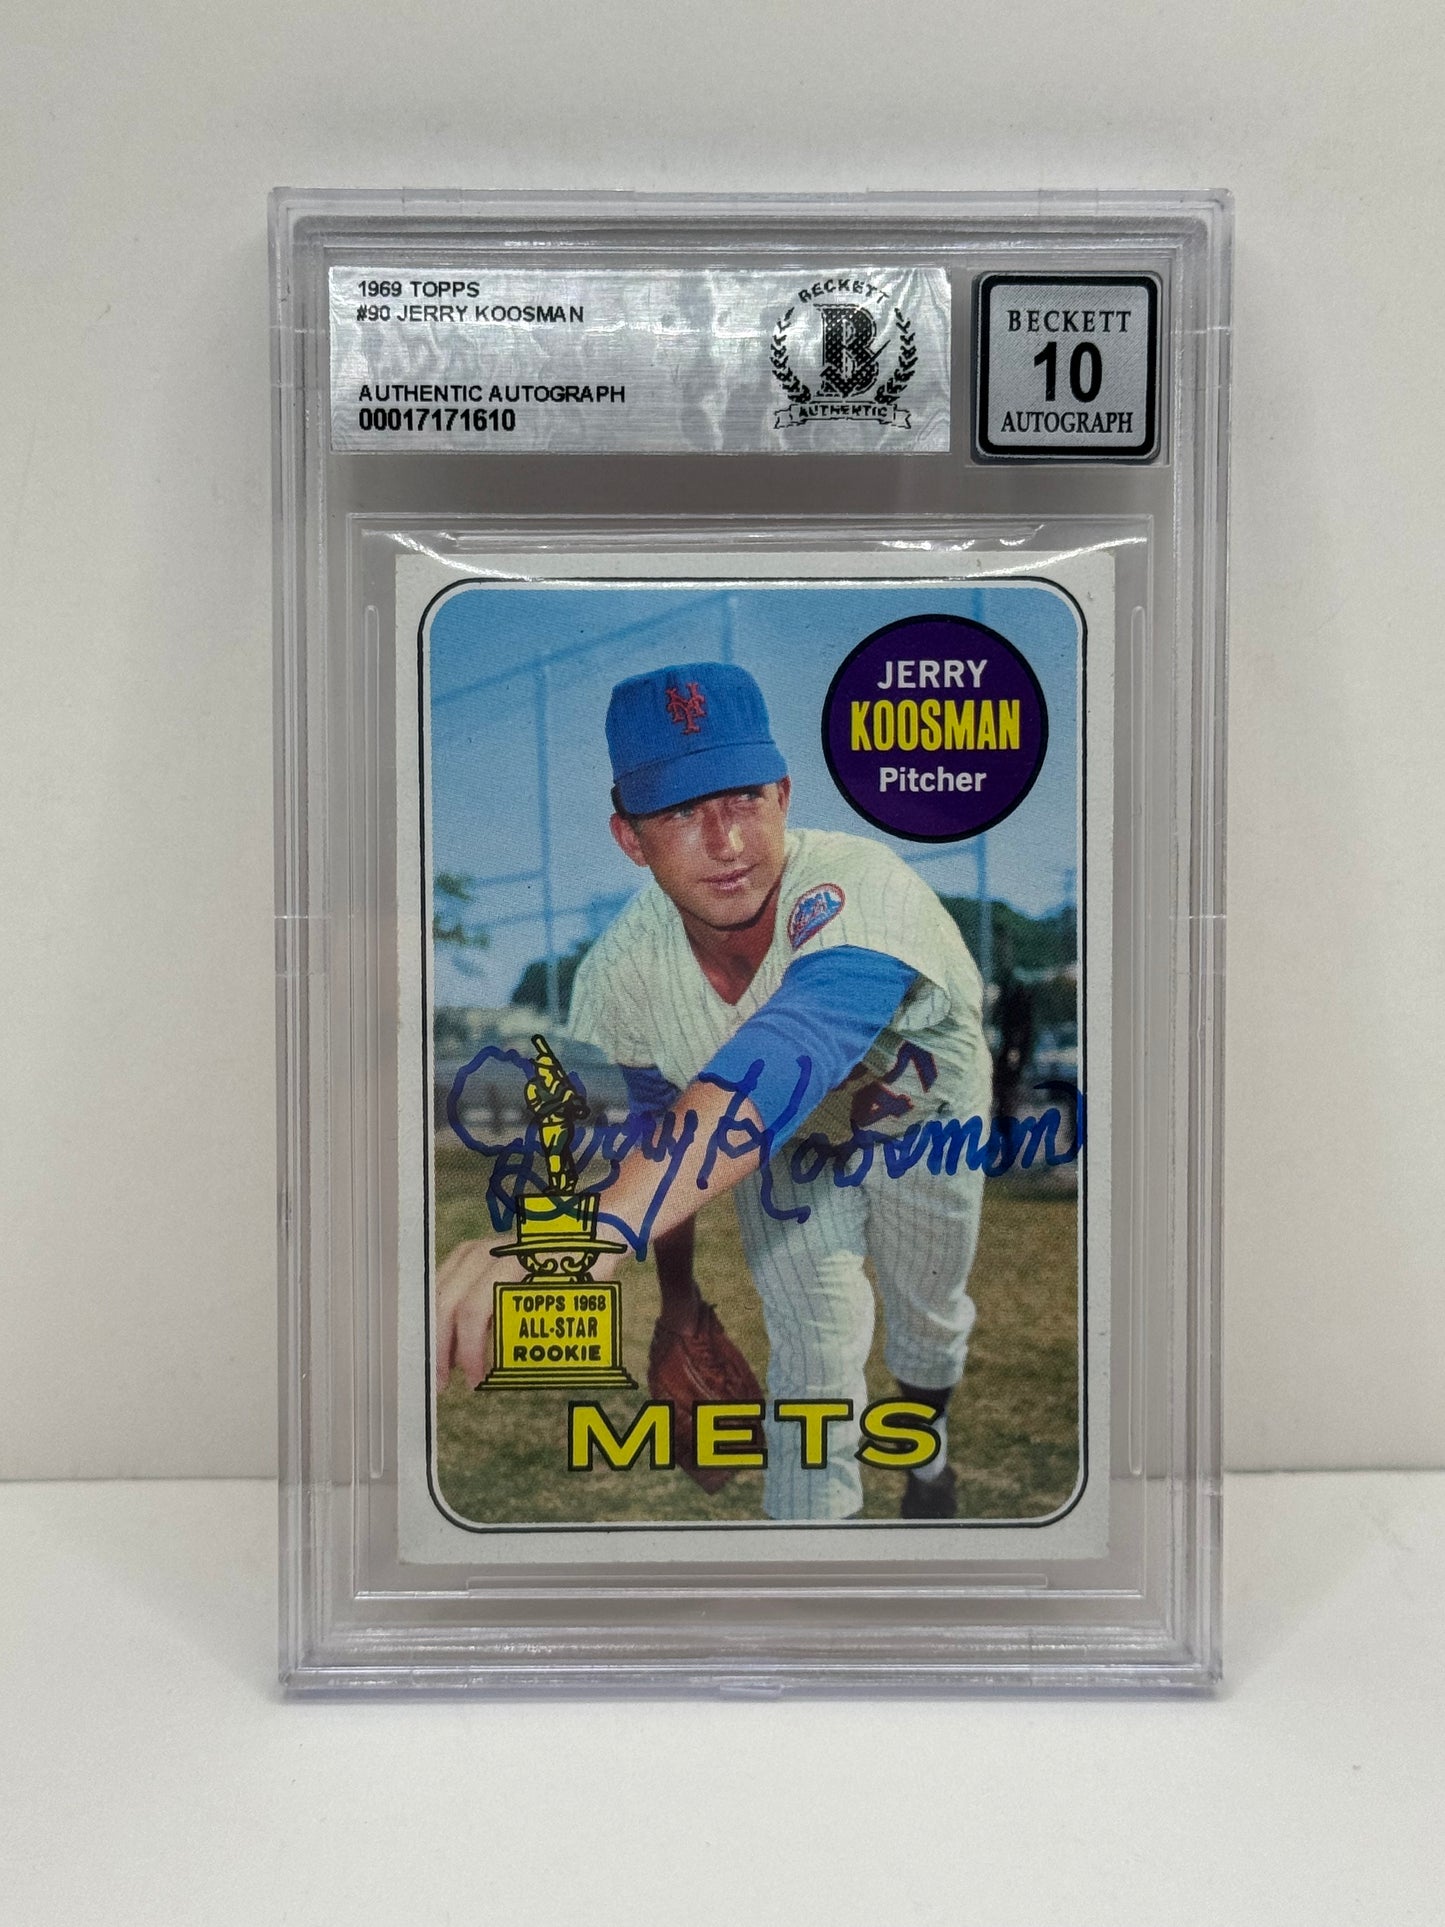 1969 TOPPS
#90 JERRY KOOSMAN
AUTHENTIC AUTOGRAPH
00017171610
BECKETT
B
AUTHENTIC
BECKETT
10
AUTOGRAPH
JERRY
KOOSMAN
Pitcher
NY
Jerry Koosman
TOPPS 1968
ALL-STAR
ROOKIE
METS